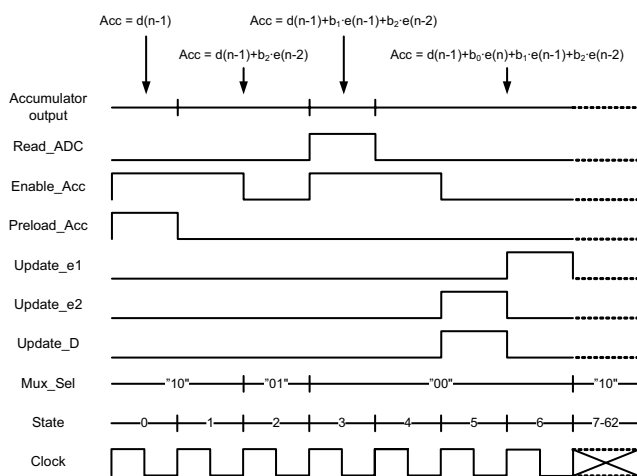 Acc = d(n-1)
Acc = d(n-1)+b₁·e(n-1)+b₂·e(n-2)
Acc = d(n-1)+b₂·e(n-2)
Acc = d(n-1)+b₀·e(n)+b₁·e(n-1)+b₂·e(n-2)
Accumulator
output
Read_ADC
Enable_Acc
Preload_Acc
Update_e1
Update_e2
Update_D
Mux_Sel "10" "01" "00" "10"
State 0 1 2 3 4 5 6 7-62
Clock